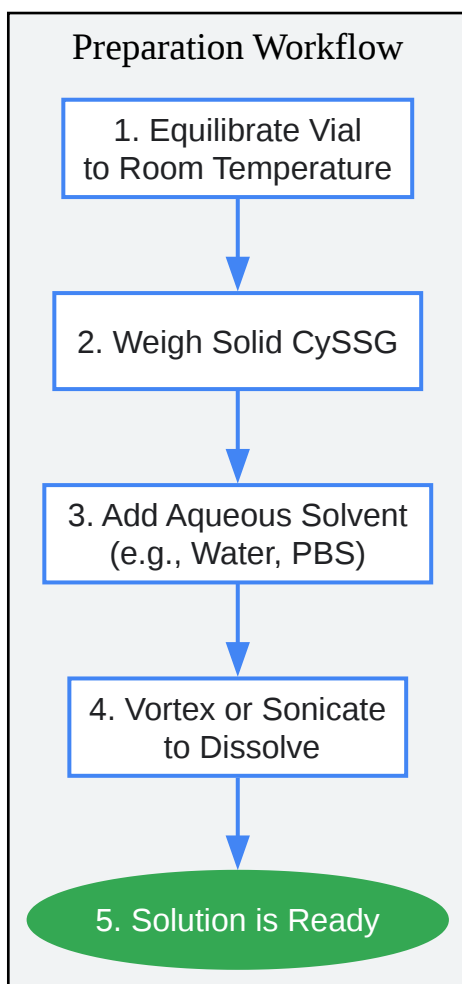 Preparation Workflow
1. Equilibrate Vial
to Room Temperature
2. Weigh Solid CySSG
3. Add Aqueous Solvent
(e.g., Water, PBS)
4. Vortex or Sonicate
to Dissolve
5. Solution is Ready